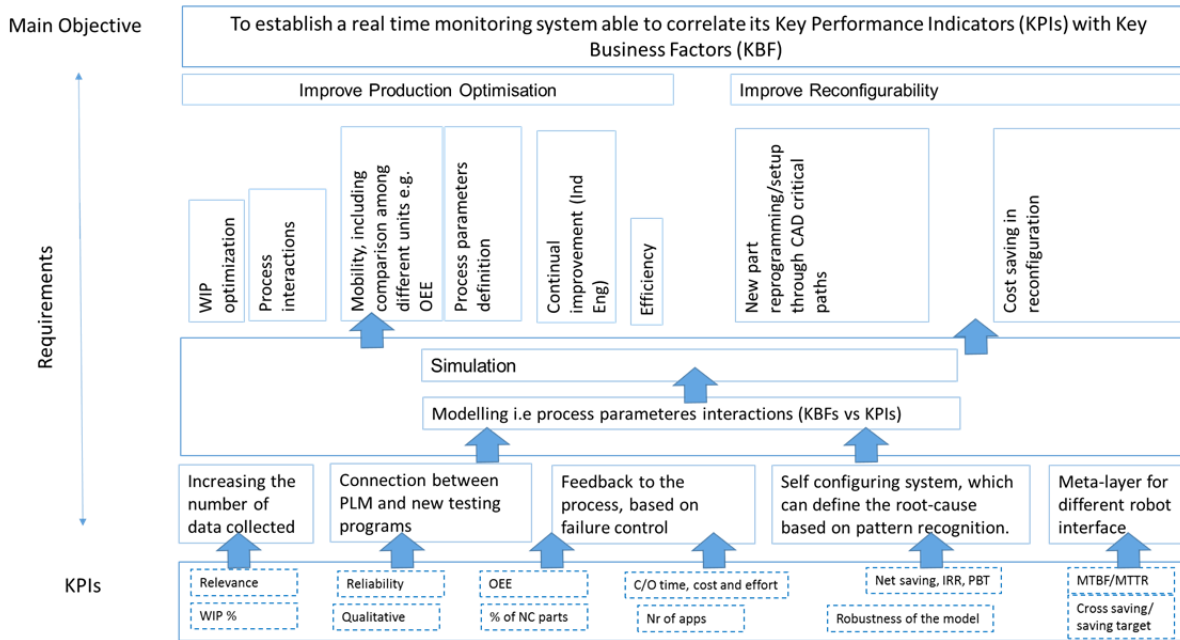 Main Objective
To establish a real time monitoring system able to correlate its Key Performance Indicators (KPIs) with Key
Business Factors (KBF)
Improve Production Optimisation
Improve Reconfigurability
Requirements
WIP
optimization
Process
interactions
Mobility, including
comparison among
different units e.g.
OEE
Process parameters
definition
Continual
improvement (Ind
Eng)
Efficiency
New part
reprogramming/setup
through CAD critical
paths
Cost saving in
reconfiguration
Simulation
Modelling i.e process parameteres interactions (KBFs vs KPIs)
Increasing the
number of
data collected
Connection between
PLM and new testing
programs
Feedback to the
process, based on
failure control
Self configuring system, which
can define the root-cause
based on pattern recognition.
Meta-layer for
different robot
interface
KPIs
Relevance
Reliability
OEE
C/O time, cost and effort
Net saving, IRR, PBT
MTBF/MTTR
WIP %
Qualitative
% of NC parts
Nr of apps
Robustness of the model
Cross saving/
saving target